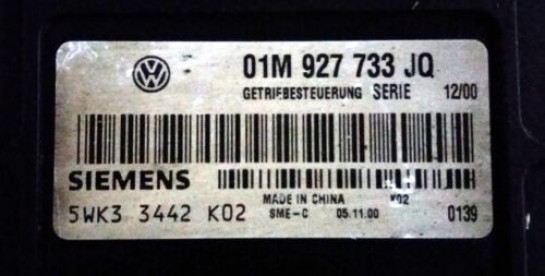 01M 927 733 JQ
GETRIEBESTEUERUNG SERIE 12/00
SIEMENS
MADE IN CHINA K02
5WK3 3442 K02 SME-C 05.11.00 0139